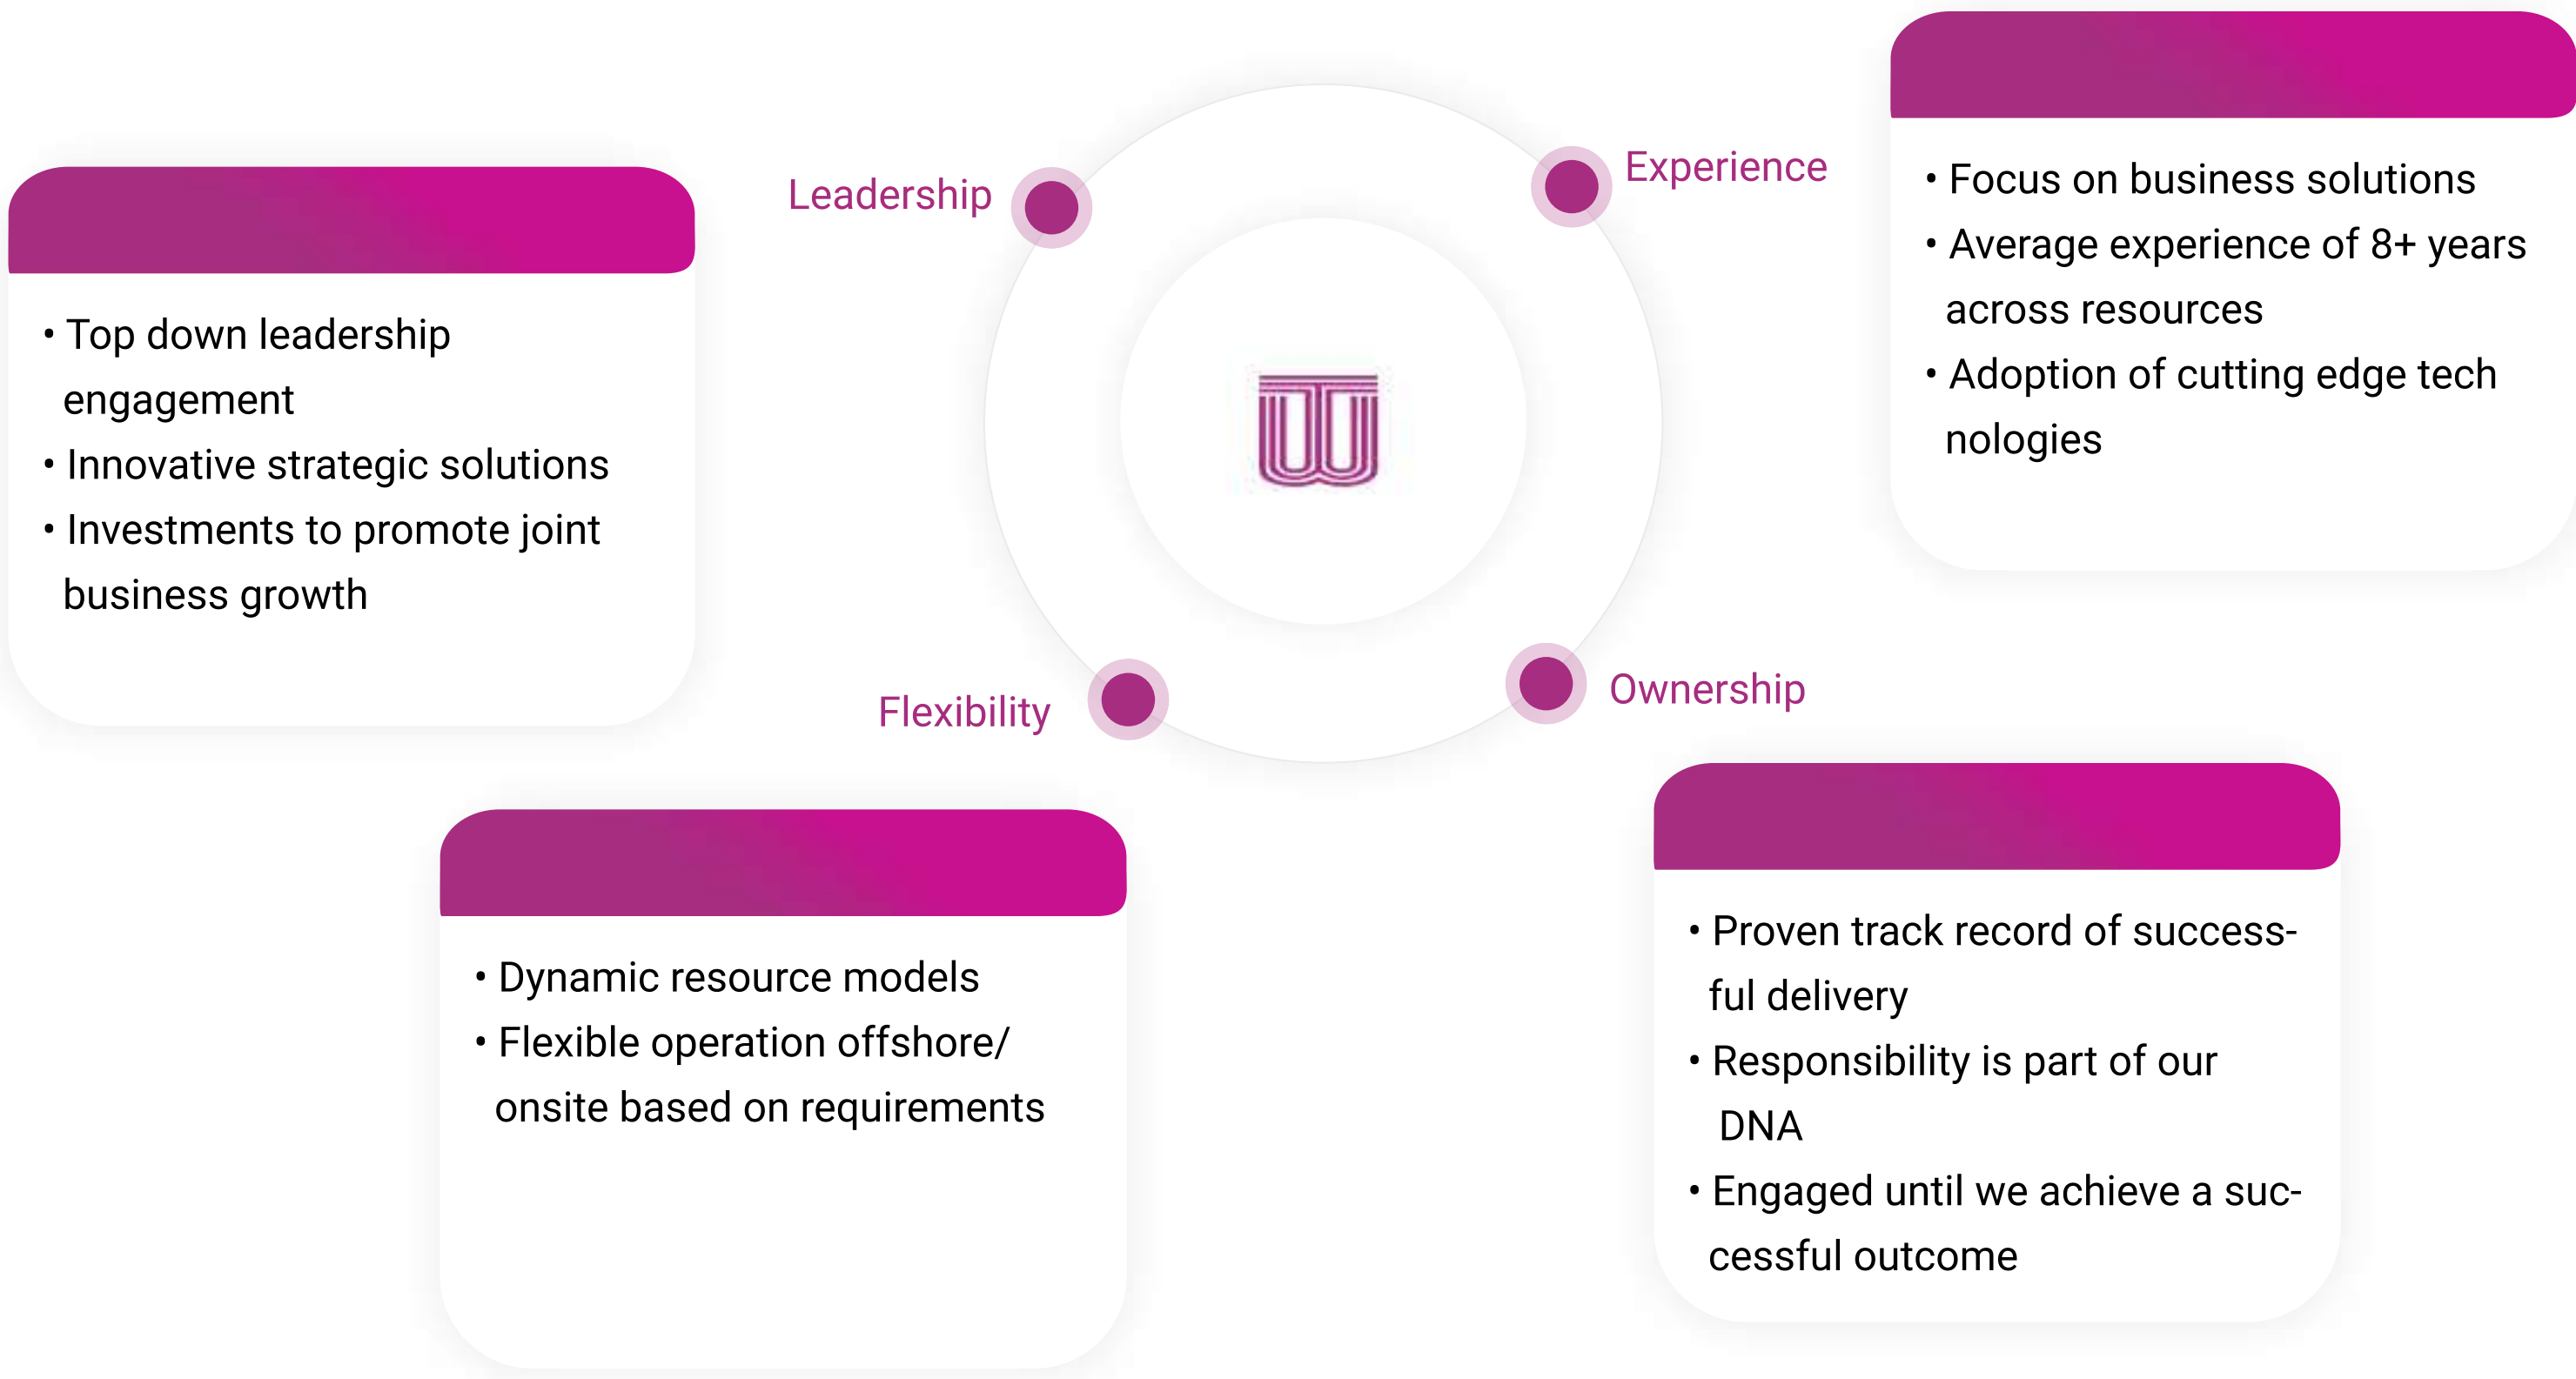 Leadership
• Top down leadership
engagement
• Innovative strategic solutions
• Investments to promote joint
business growth
Experience
• Focus on business solutions
• Average experience of 8+ years
across resources
• Adoption of cutting edge tech
nologies
Flexibility
• Dynamic resource models
• Flexible operation offshore/
onsite based on requirements
Ownership
• Proven track record of success-
ful delivery
• Responsibility is part of our
DNA
• Engaged until we achieve a suc-
cessful outcome